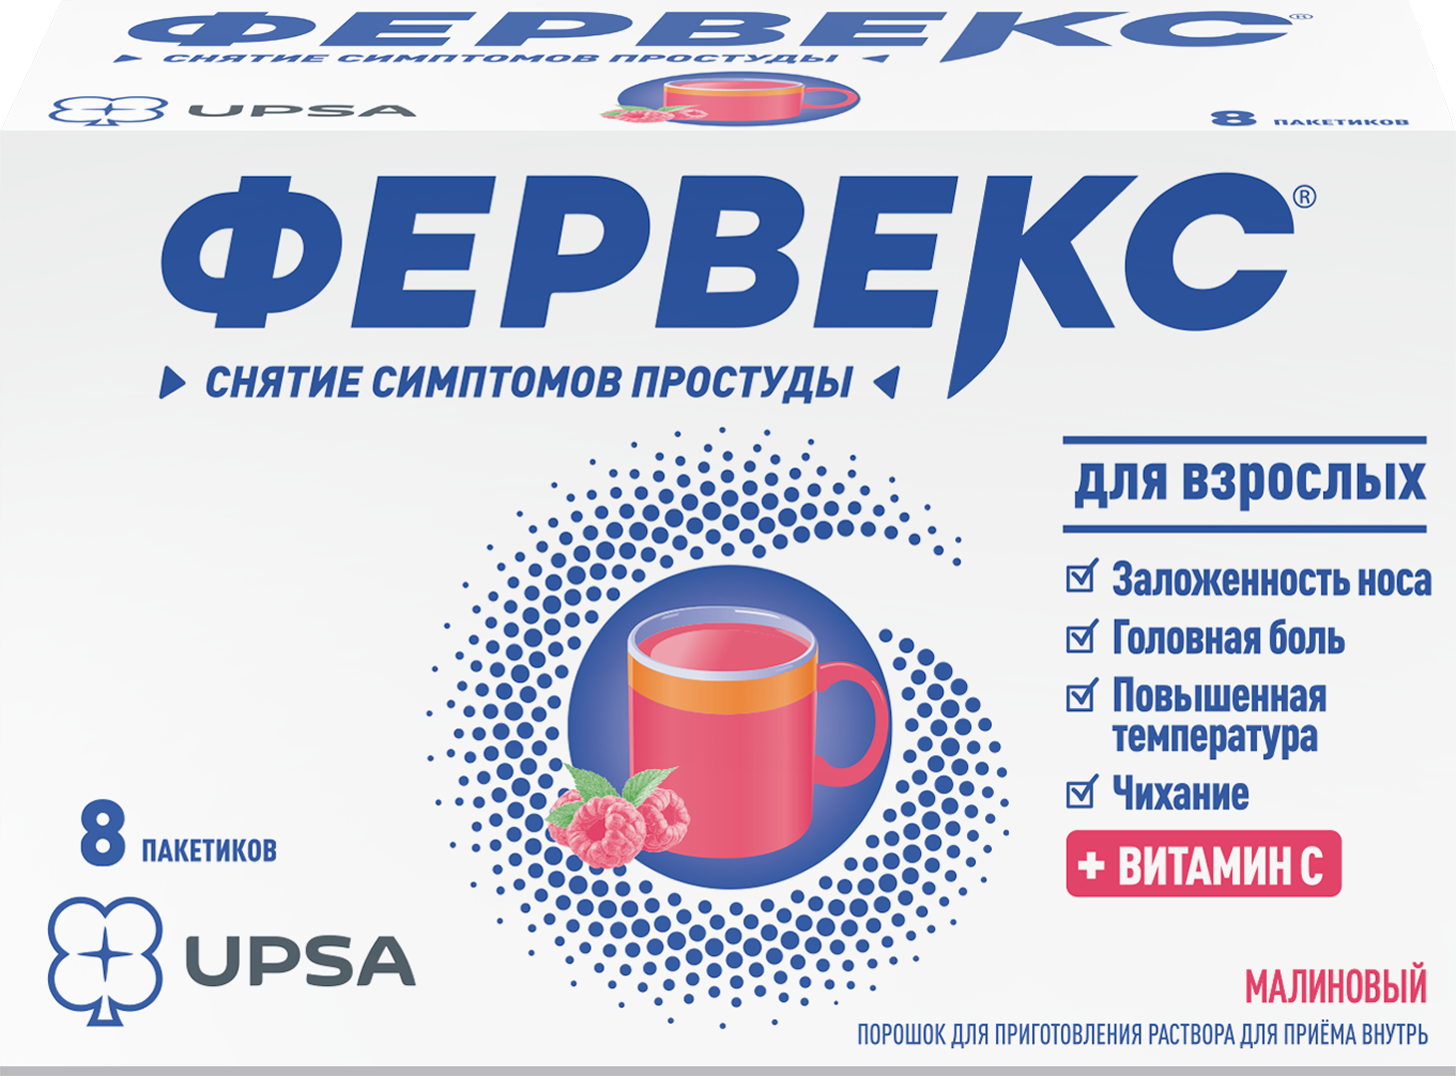 ФЕРВЕКС®
СНЯТИЕ СИМПТОМОВ ПРОСТУДЫ
UPSA
8 ПАКЕТИКОВ
ФЕРВЕКС®
СНЯТИЕ СИМПТОМОВ ПРОСТУДЫ
для взрослых
Заложенность носа
Головная боль
Повышенная
температура
Чихание
+ ВИТАМИН С
8 ПАКЕТИКОВ
UPSA
МАЛИНОВЫЙ
ПОРОШОК ДЛЯ ПРИГОТОВЛЕНИЯ РАСТВОРА ДЛЯ ПРИЁМА ВНУТРЬ